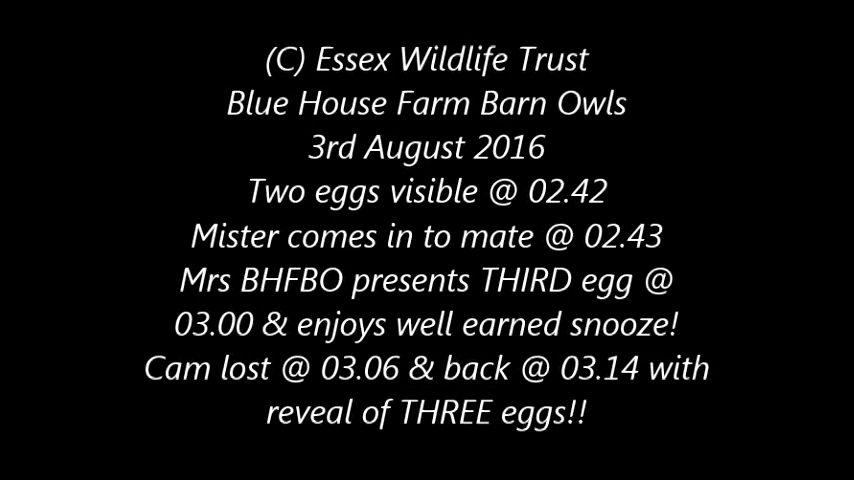 (C) Essex Wildlife Trust
Blue House Farm Barn Owls
3rd August 2016
Two eggs visible @ 02.42
Mister comes in to mate @ 02.43
Mrs BHFBO presents THIRD egg @
03.00 & enjoys well earned snooze!
Cam lost @ 03.06 & back @ 03.14 with
reveal of THREE eggs!!